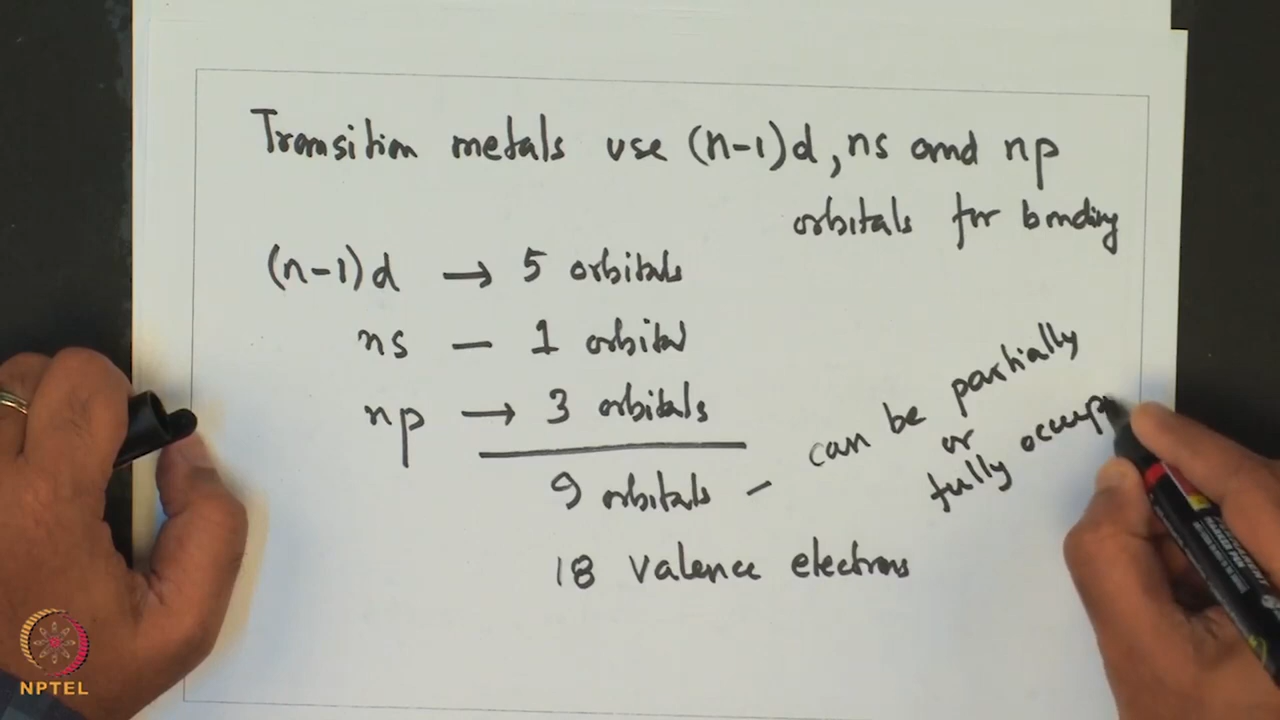 Transition metals use (n-1)d, ns and np
orbitals for bonding
(n-1)d → 5 orbitals
ns — 1 orbital
np → 3 orbitals
9 orbitals — can be partially
or
fully occup
18 valence electrons
NPTEL